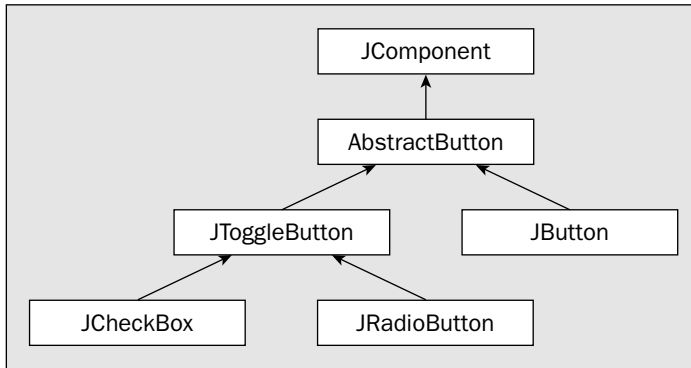 JComponent
AbstractButton
JToggleButton
JButton
JCheckBox
JRadioButton